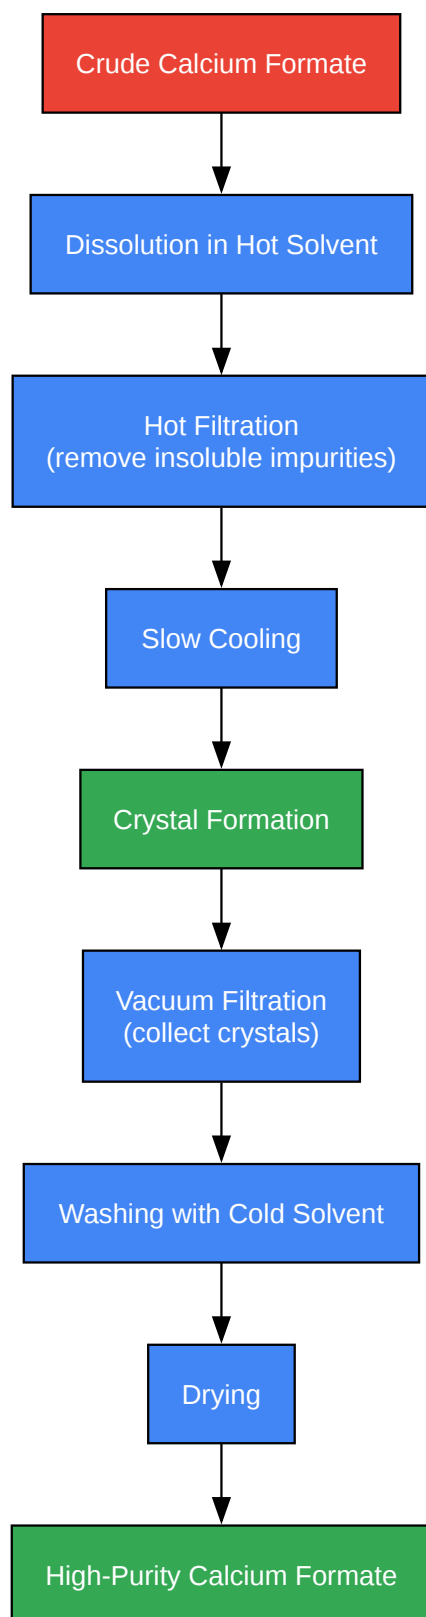 Crude Calcium Formate
Dissolution in Hot Solvent
Hot Filtration
(remove insoluble impurities)
Slow Cooling
Crystal Formation
Vacuum Filtration
(collect crystals)
Washing with Cold Solvent
Drying
High-Purity Calcium Formate